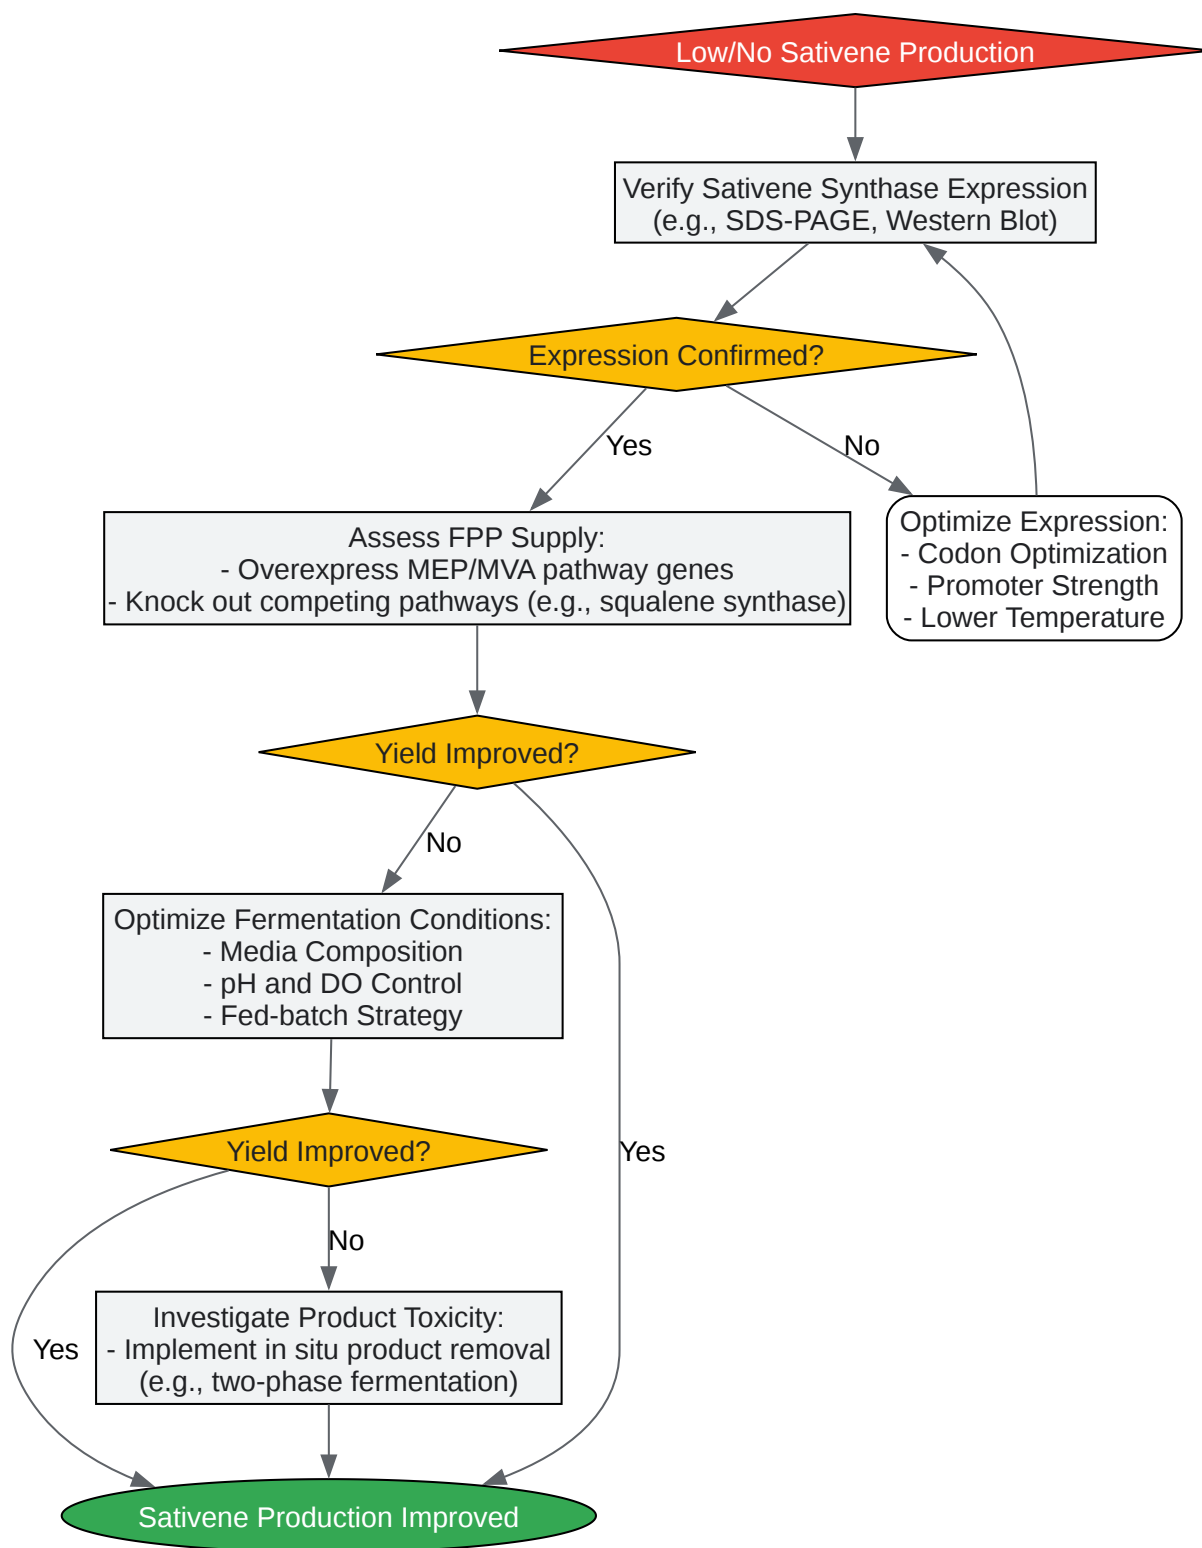 Low/No Sativene Production
Verify Sativene Synthase Expression
(e.g., SDS-PAGE, Western Blot)
Expression Confirmed?
Yes
No
Assess FPP Supply:
- Overexpress MEP/MVA pathway genes
- Knock out competing pathways (e.g., squalene synthase)
Optimize Expression:
- Codon Optimization
- Promoter Strength
- Lower Temperature
Yield Improved?
No
Optimize Fermentation Conditions:
- Media Composition
- pH and DO Control
- Fed-batch Strategy
Yield Improved?
Yes
No
Investigate Product Toxicity:
- Implement in situ product removal
(e.g., two-phase fermentation)
Yes
Sativene Production Improved